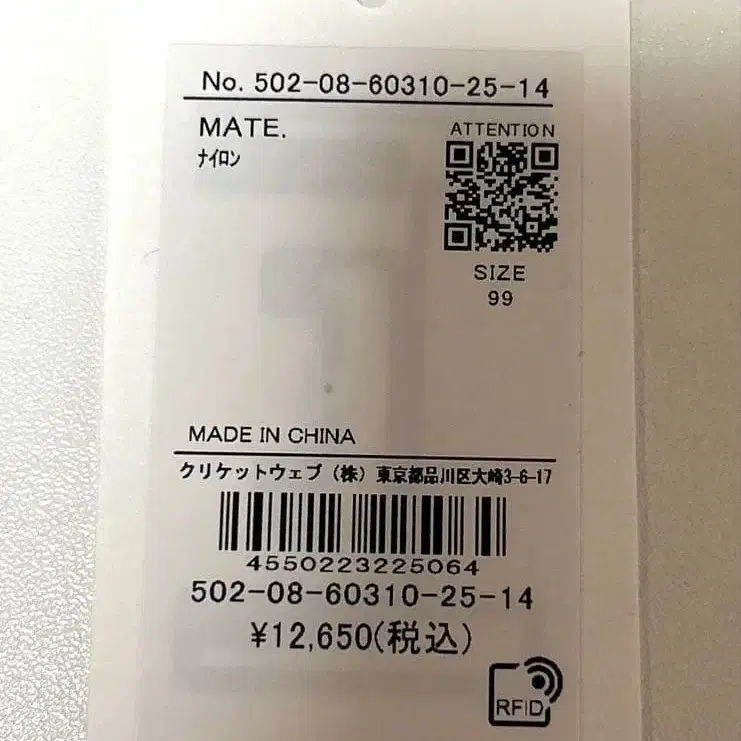 No. 502-08-60310-25-14
MATE.
ナイロン
ATTENTION
SIZE
99
MADE IN CHINA
クリケットウェブ（株）東京都品川区大崎3-6-17
4550223225064
502-08-60310-25-14
¥12,650(税込)
RFID